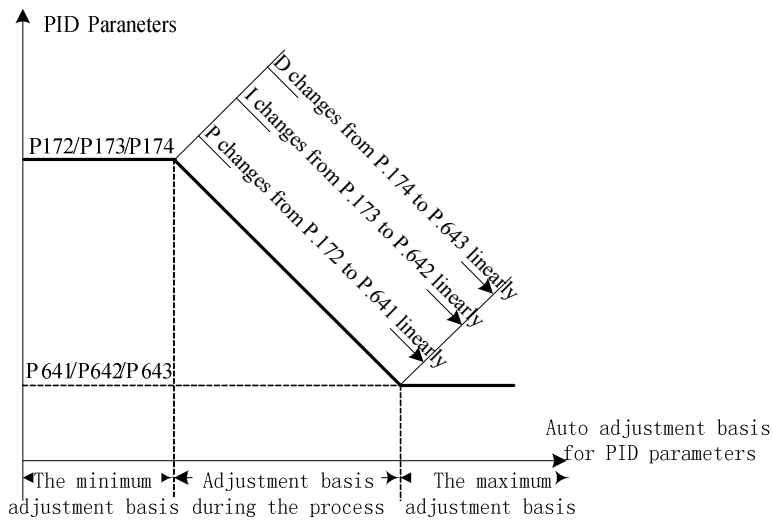 PID Paraneters
P172/P173/P174
D changes from P.174 to P.643 linearly
I changes from P.173 to P.642 linearly
P changes from P.172 to P.641 linearly
P641/P642/P643
Auto adjustment basis
for PID parameters
The minimum
adjustment basis
Adjustment basis
during the process
The maximum
adjustment basis